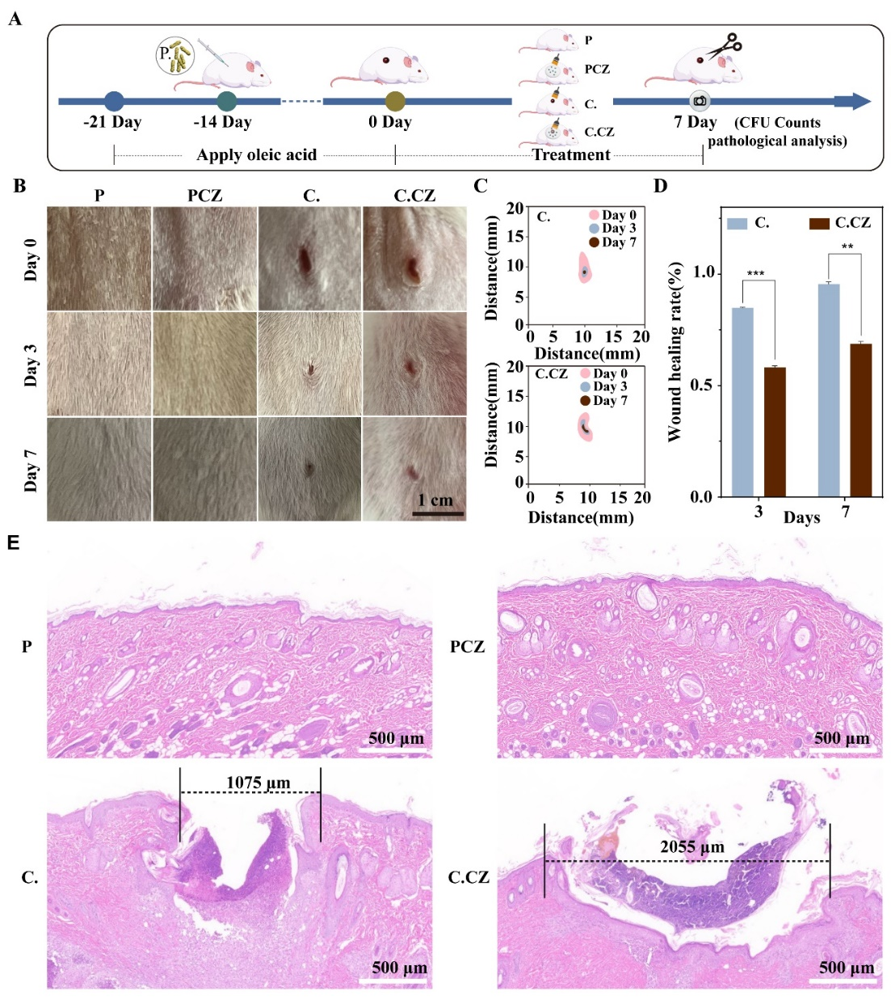 A
P.
P
PCZ
C.
C.CZ
-21 Day
-14 Day
0 Day
7 Day
(CFU Counts
pathological analysis)
Apply oleic acid
Treatment
B
P
PCZ
C.
C.CZ
Day 0
Day 3
Day 7
1 cm
C
C.
Day 0
Day 3
Day 7
20
15
10
5
0
Distance(mm)
0 5 10 15 20
Distance(mm)
C.CZ
Day 0
Day 3
Day 7
20
15
10
5
0
Distance(mm)
0 5 10 15 20
Distance(mm)
D
C.
C.CZ
***
**
1.0
0.5
0.0
Wound healing rate(%)
3
7
Days
E
P
500 μm
PCZ
500 μm
C.
1075 μm
500 μm
C.CZ
2055 μm
500 μm